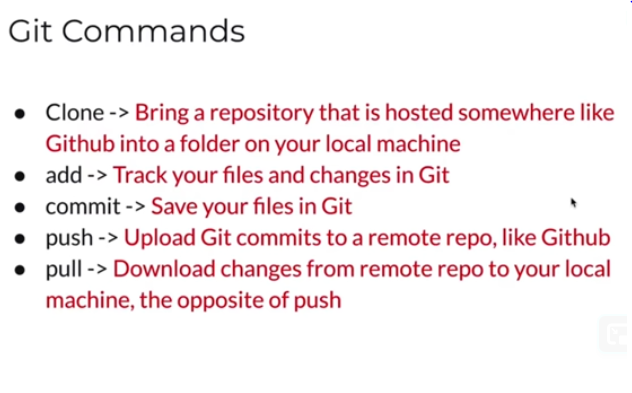 Git Commands
● Clone -> Bring a repository that is hosted somewhere like
Github into a folder on your local machine
● add -> Track your files and changes in Git
● commit -> Save your files in Git
● push -> Upload Git commits to a remote repo, like Github
● pull -> Download changes from remote repo to your local
machine, the opposite of push